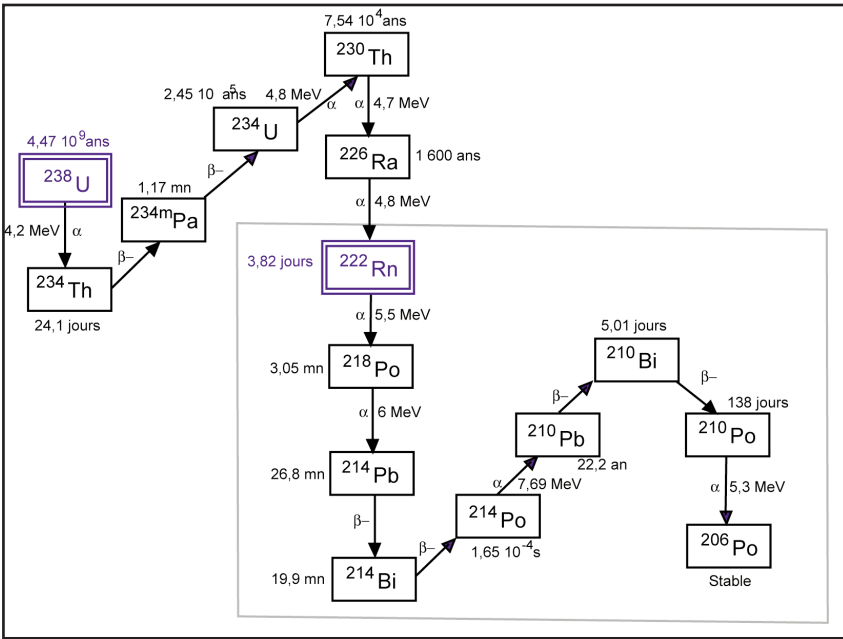 7,54 10⁴ans
²³⁰Th
2,45 10⁵ ans
4,8 MeV
α
α
4,7 MeV
²³⁴U
4,47 10⁹ans
²²⁶Ra
1 600 ans
²³⁸U
β–
1,17 mn
²³⁴ᵐPa
α
4,8 MeV
4,2 MeV
α
β–
²³⁴Th
24,1 jours
3,82 jours
²²²Rn
α
5,5 MeV
3,05 mn
²¹⁸Po
α
6 MeV
26,8 mn
²¹⁴Pb
β–
19,9 mn
²¹⁴Bi
β–
²¹⁴Po
1,65 10⁻⁴s
α
7,69 MeV
²¹⁰Pb
22,2 an
β–
5,01 jours
²¹⁰Bi
β–
138 jours
²¹⁰Po
α
5,3 MeV
²⁰⁶Po
Stable